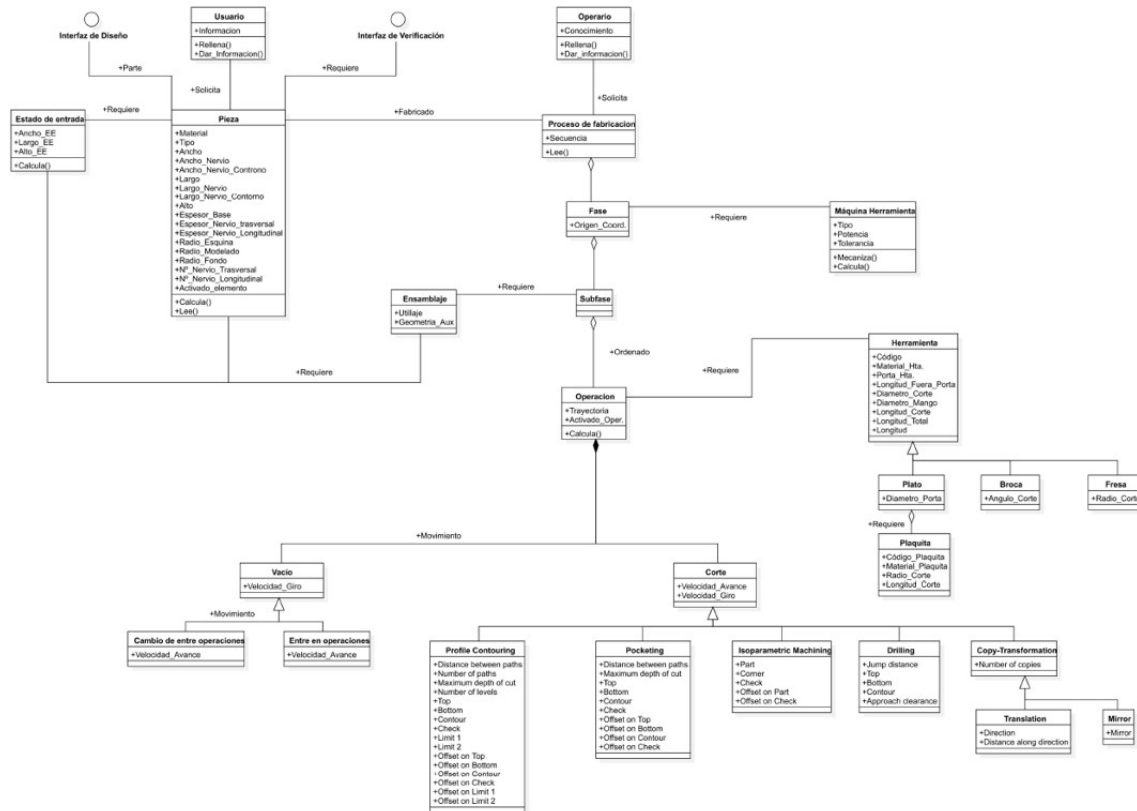 Usuario
+Informacion
+Rellena()
+Dar_Informacion()
Operario
+Conocimiento
+Rellena()
+Dar_informacion()
Interfaz de Diseño
Interfaz de Verificación
+Parte
+Solicita
+Requiere
+Solicita
Estado de entrada
+Ancho_EE
+Largo_EE
+Alto_EE
+Calcula()
+Requiere
Pieza
+Material
+Tipo
+Ancho
+Ancho_Nervio
+Ancho_Nervio_Controno
+Largo
+Largo_Nervio
+Largo_Nervio_Contorno
+Alto
+Espesor_Base
+Espesor_Nervio_trasversal
+Espesor_Nervio_Longitudinal
+Radio_Esquina
+Radio_Modelado
+Radio_Fondo
+Nº_Nervio_Trasversal
+Nº_Nervio_Longitudinal
+Activado_elemento
+Calcula()
+Lee()
+Fabricado
Proceso de fabricacion
+Secuencia
+Lee()
Fase
+Origen_Coord.
+Requiere
Máquina Herramienta
+Tipo
+Potencia
+Tolerancia
+Mecaniza()
+Calcula()
Ensamblaje
+Utillaje
+Geometria_Aux
+Requiere
Subfase
+Requiere
+Ordenado
Operacion
+Trayectoria
+Activado_Oper.
+Calcula()
+Requiere
Herramienta
+Código
+Material_Hta.
+Porta_Hta.
+Longitud_Fuera_Porta
+Diametro_Corte
+Diametro_Mango
+Longitud_Corte
+Longitud_Total
+Longitud
Plato
+Diametro_Porta
Broca
+Angulo_Corte
Fresa
+Radio_Corte
+Requiere
Plaquita
+Código_Plaquita
+Material_Plaquita
+Radio_Corte
+Longitud_Corte
+Movimiento
Vacío
+Velocidad_Giro
+Movimiento
Cambio de entre operaciones
+Velocidad_Avance
Entre en operaciones
+Velocidad_Avance
Corte
+Velocidad_Avance
+Velocidad_Giro
Profile Contouring
+Distance between paths
+Number of paths
+Maximum depth of cut
+Number of levels
+Top
+Bottom
+Contour
+Check
+Limit 1
+Limit 2
+Offset on Top
+Offset on Bottom
+Offset on Contour
+Offset on Check
+Offset on Limit 1
+Offset on Limit 2
Pocketing
+Distance between paths
+Maximum depth of cut
+Top
+Bottom
+Contour
+Check
+Offset on Top
+Offset on Bottom
+Offset on Contour
+Offset on Check
Isoparametric Machining
+Part
+Corner
+Check
+Offset on Part
+Offset on Check
Drilling
+Jump distance
+Top
+Bottom
+Contour
+Approach clearance
Copy-Transformation
+Number of copies
Translation
+Direction
+Distance along direction
Mirror
+Mirror